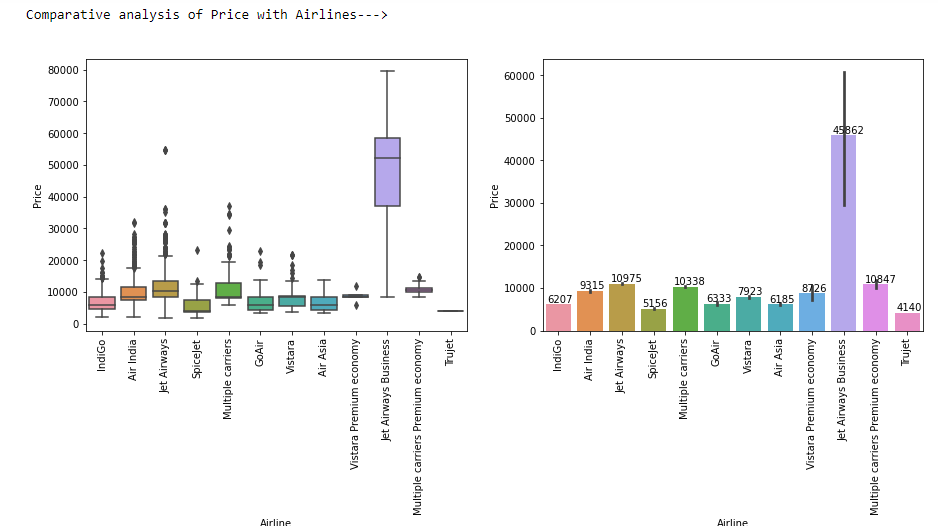 Comparative analysis of Price with Airlines--->
80000
70000
60000
50000
40000
30000
20000
10000
0
Price
IndiGo
Air India
Jet Airways
SpiceJet
Multiple carriers
GoAir
Vistara
Air Asia
Vistara Premium economy
Jet Airways Business
Multiple carriers Premium economy
Trujet
Airline
60000
50000
40000
30000
20000
10000
0
Price
6207
9315
10975
5156
10338
6333
7923
6185
8726
45862
10847
4140
IndiGo
Air India
Jet Airways
SpiceJet
Multiple carriers
GoAir
Vistara
Air Asia
Vistara Premium economy
Jet Airways Business
Multiple carriers Premium economy
Trujet
Airline